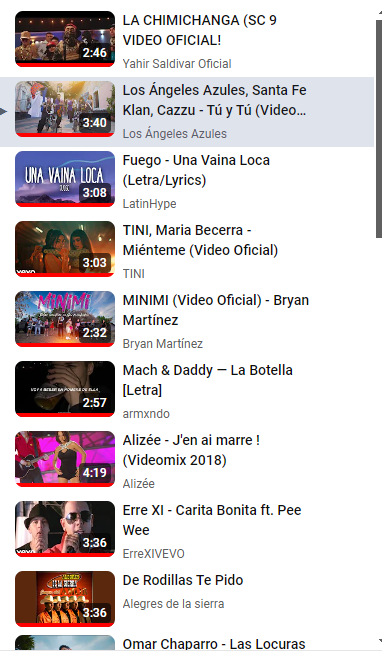 2:46
LA CHIMICHANGA (SC 9
VIDEO OFICIAL!
Yahir Saldivar Oficial
3:40
Los Ángeles Azules, Santa Fe
Klan, Cazzu - Tú y Tú (Video...
Los Ángeles Azules
UNA VAINA LOCA
3:08
Fuego - Una Vaina Loca
(Letra/Lyrics)
LatinHype
vevo
3:03
TINI, Maria Becerra -
Miénteme (Video Oficial)
TINI
MINIMI
2:32
MINIMI (Video Oficial) - Bryan
Martínez
Bryan Martínez
2:57
Mach & Daddy — La Botella
[Letra]
armxndo
4:19
Alizée - J'en ai marre !
(Videomix 2018)
Alizée
vevo
3:36
Erre XI - Carita Bonita ft. Pee
Wee
ErreXIVEVO
3:36
De Rodillas Te Pido
Alegres de la sierra
Omar Chaparro - Las Locuras